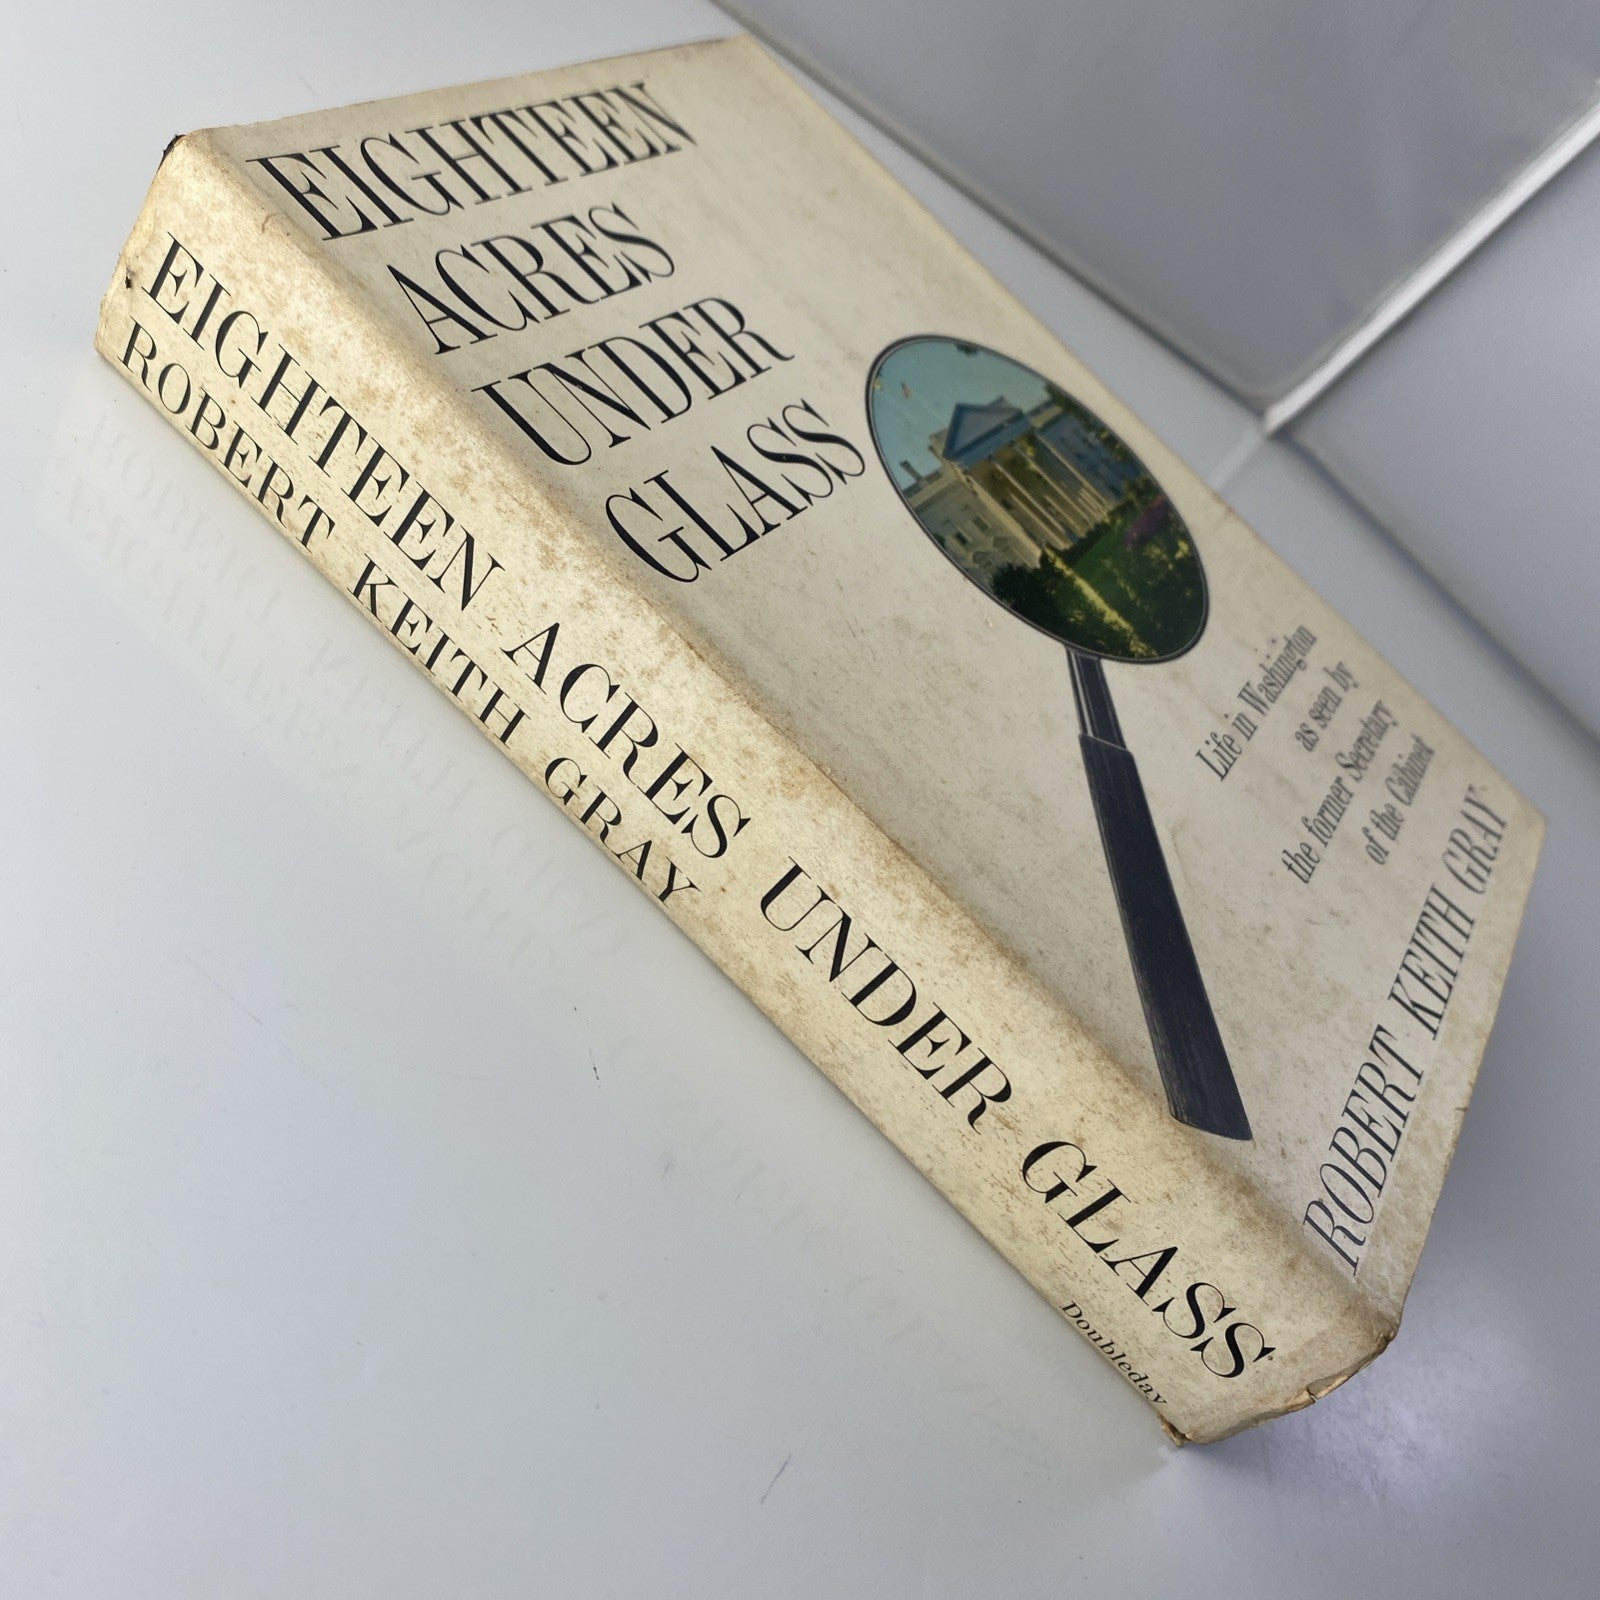 EIGHTEEN
ACRES
UNDER
GLASS
Life in Washington
as seen by
the former Secretary
of the Cabinet
ROBERT KEITH GRAY
EIGHTEEN ACRES UNDER GLASS
ROBERT KEITH GRAY
Doubleday